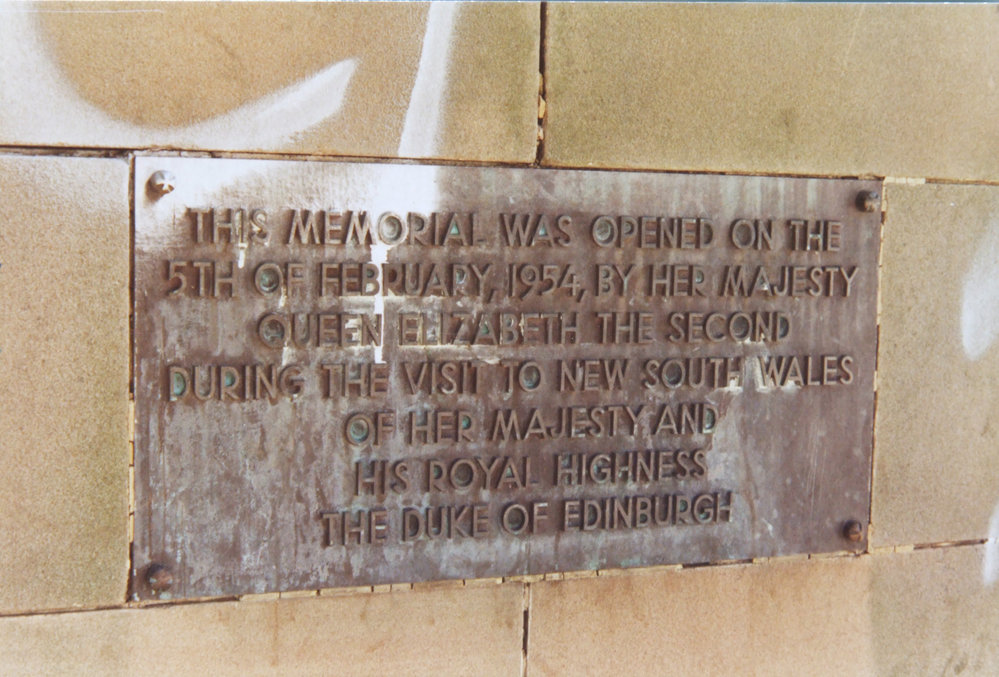 THIS MEMORIAL WAS OPENED ON THE
5TH OF FEBRUARY, 1954, BY HER MAJESTY
QUEEN ELIZABETH THE SECOND
DURING THE VISIT TO NEW SOUTH WALES
OF HER MAJESTY AND
HIS ROYAL HIGHNESS
THE DUKE OF EDINBURGH